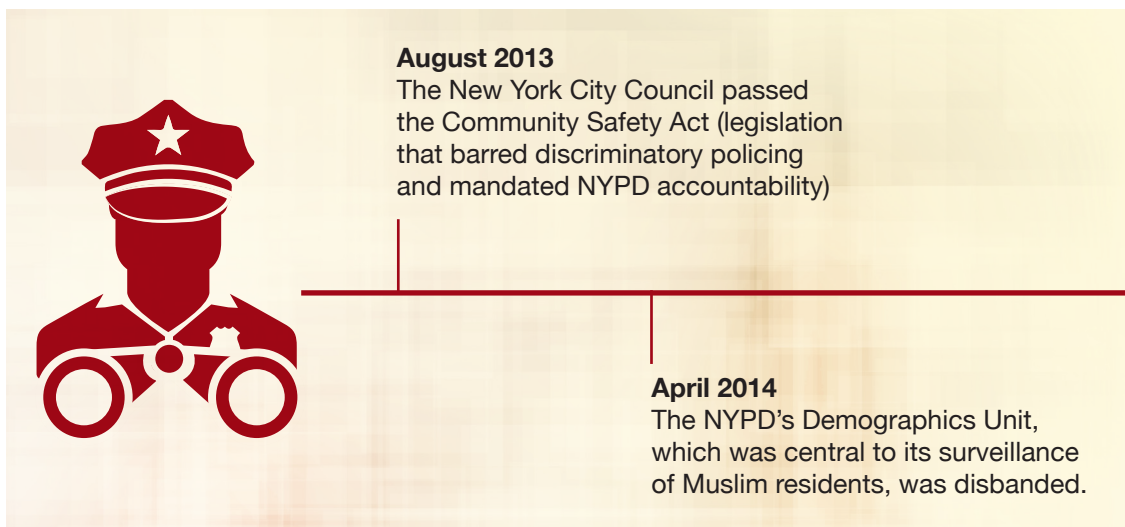 August 2013
The New York City Council passed
the Community Safety Act (legislation
that barred discriminatory policing
and mandated NYPD accountability)
April 2014
The NYPD’s Demographics Unit,
which was central to its surveillance
of Muslim residents, was disbanded.